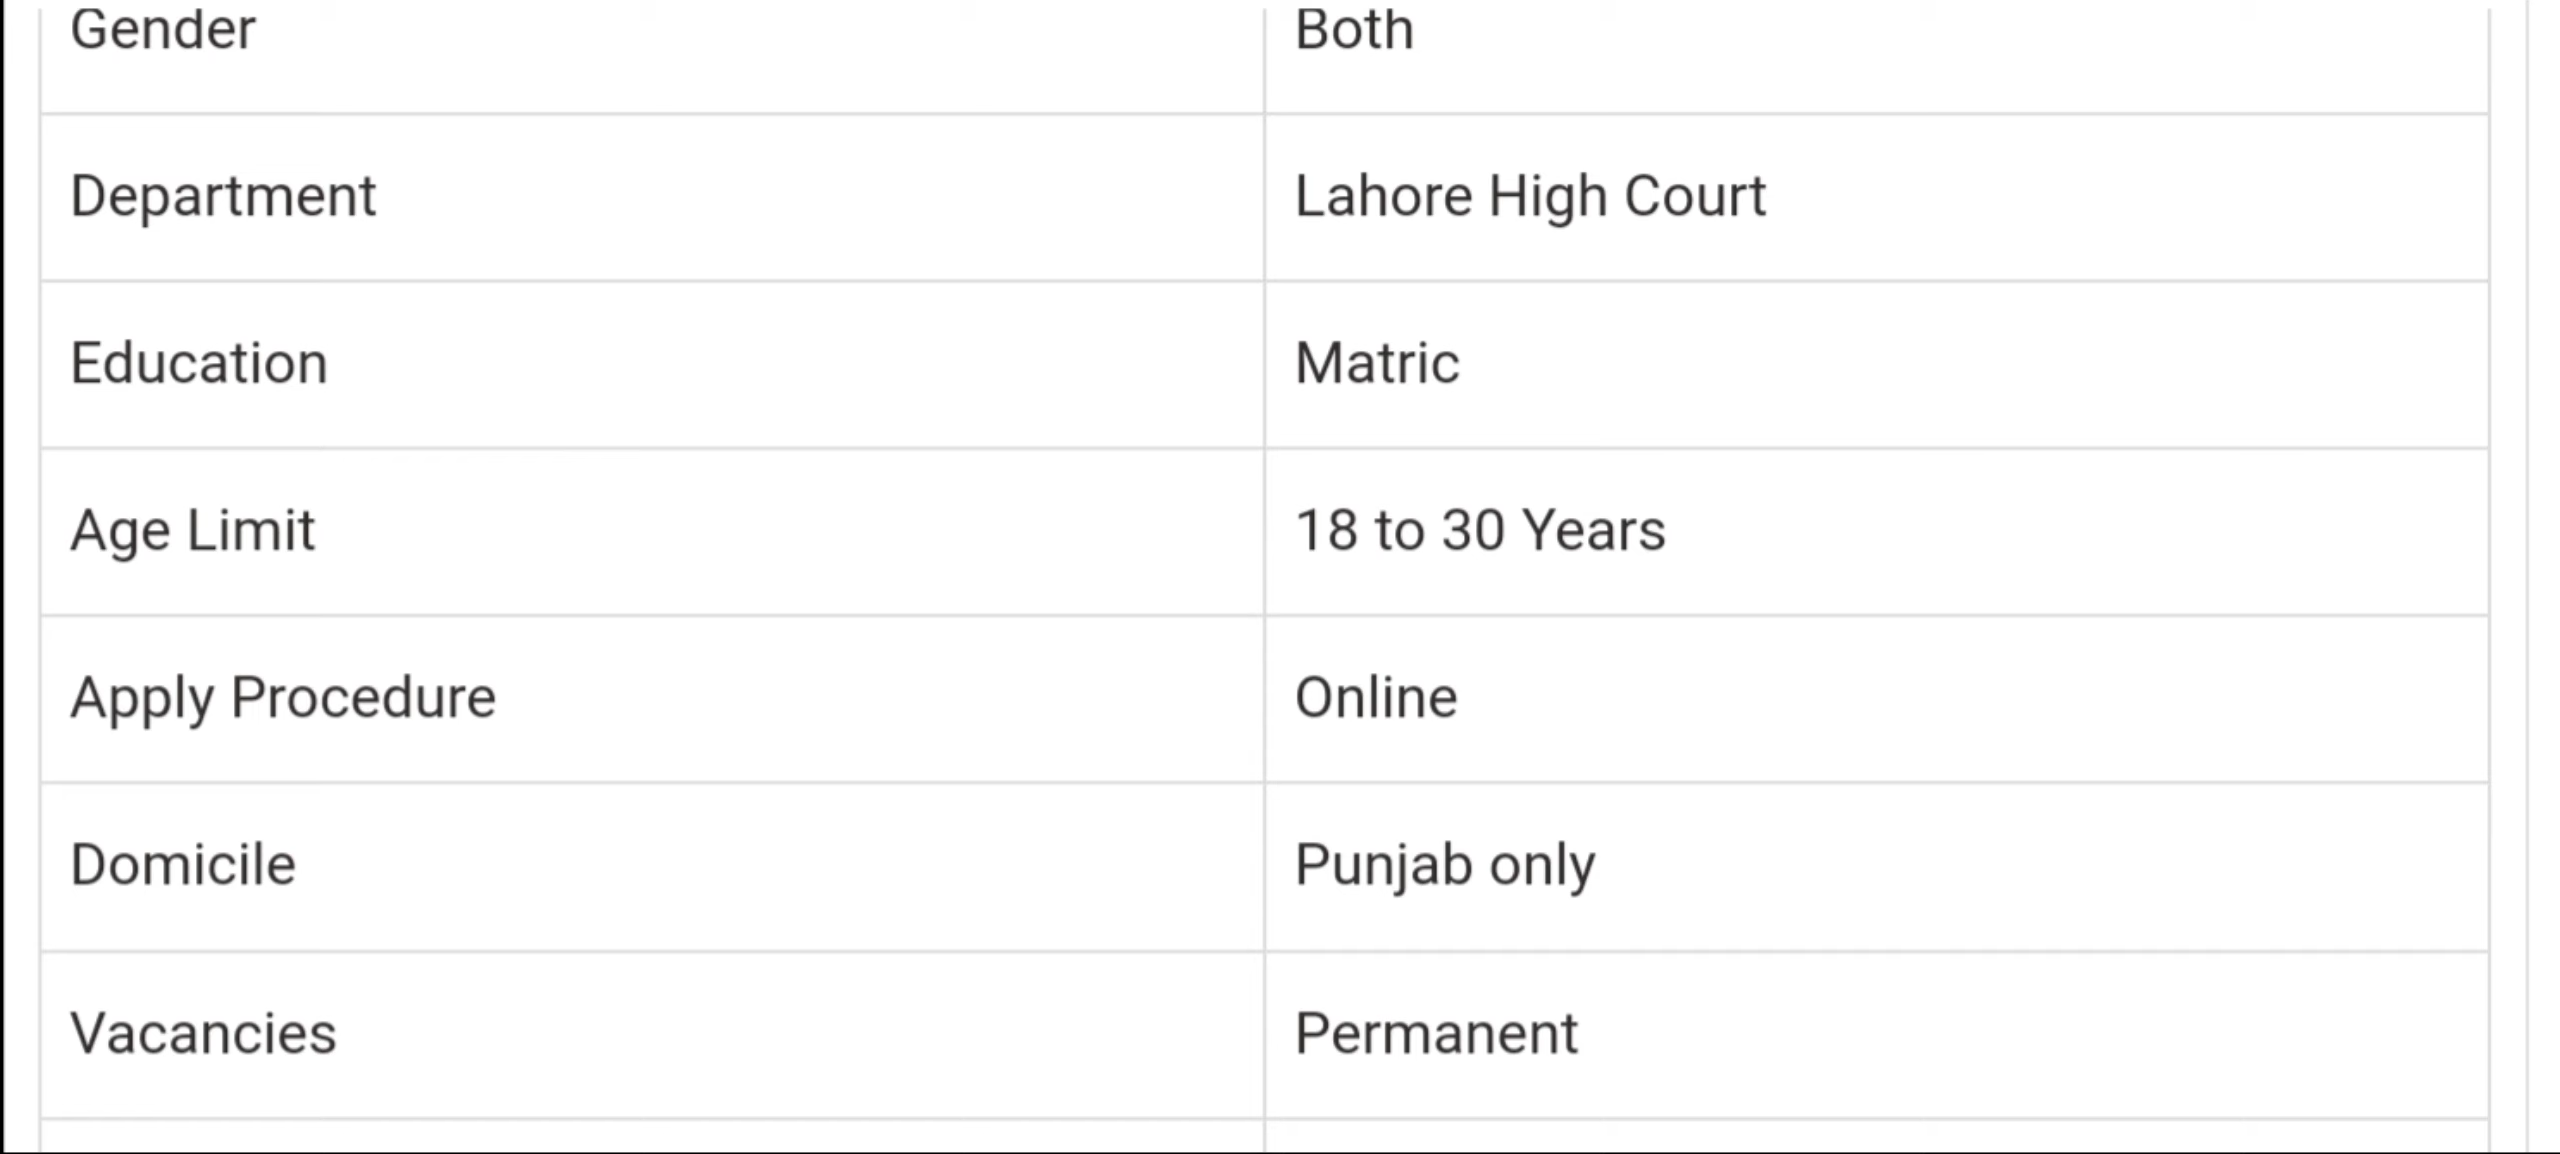 Gender Both
Department Lahore High Court
Education Matric
Age Limit 18 to 30 Years
Apply Procedure Online
Domicile Punjab only
Vacancies Permanent